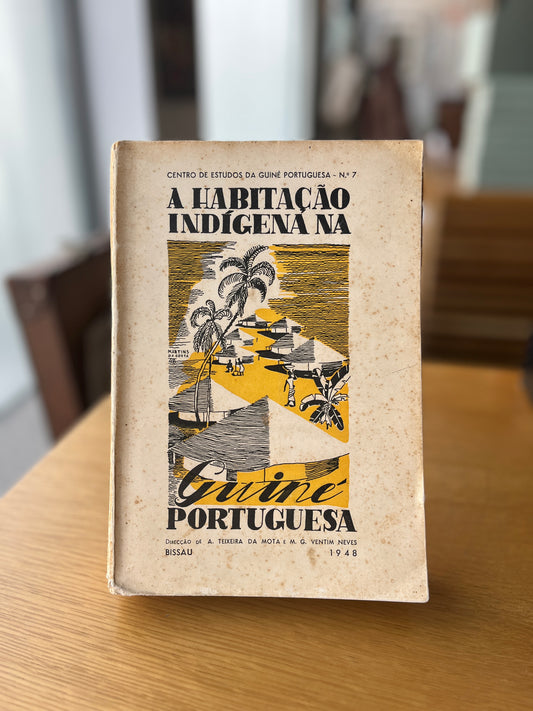 CENTRO DE ESTUDOS DA GUINÉ PORTUGUESA - N.º 7
A HABITAÇÃO
INDÍGENA NA
MARTINS
DA COSTA
Guiné
PORTUGUESA
DIRECÇÃO DE A. TEIXEIRA DA MOTA E M. G. VENTIM NEVES
BISSAU 1948